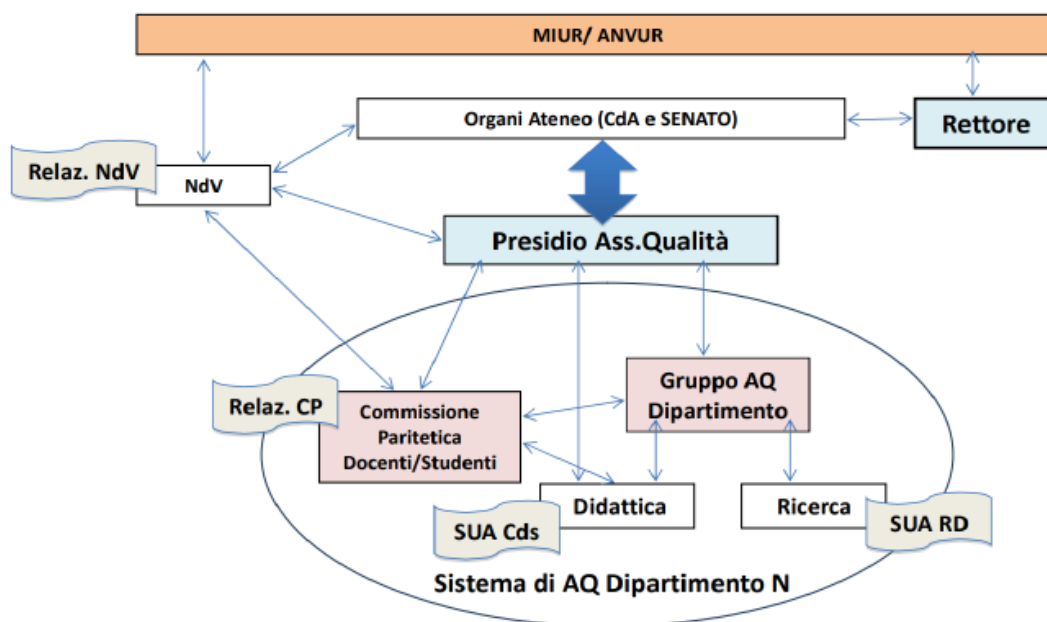 MIUR/ ANVUR
Organi Ateneo (CdA e SENATO)
Rettore
Relaz. NdV
NdV
Presidio Ass.Qualità
Gruppo AQ
Dipartimento
Relaz. CP
Commissione
Paritetica
Docenti/Studenti
Didattica
Ricerca
SUA Cds
SUA RD
Sistema di AQ Dipartimento N